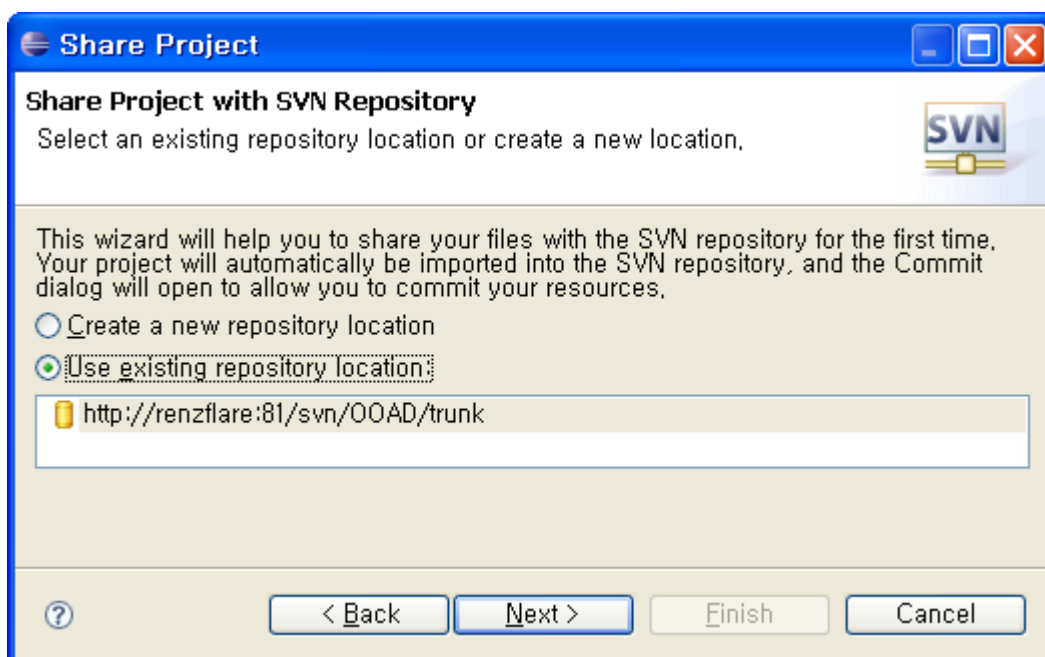 Share Project
Share Project with SVN Repository
Select an existing repository location or create a new location.
SVN
This wizard will help you to share your files with the SVN repository for the first time.
Your project will automatically be imported into the SVN repository, and the Commit
dialog will open to allow you to commit your resources.
Create a new repository location
Use existing repository location:
http://renzflare:81/svn/OOAD/trunk
?
< Back
Next >
Finish
Cancel